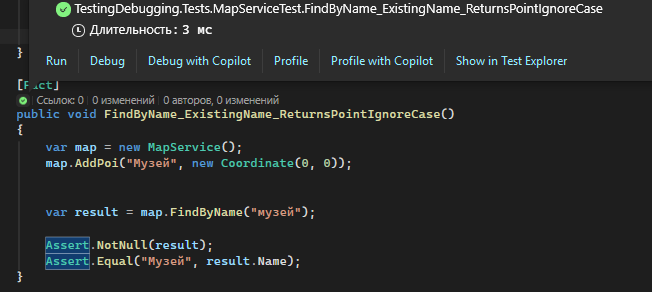 TestingDebugging.Tests.MapServiceTest.FindByName_ExistingName_ReturnsPointIgnoreCase
Длительность: 3 мс
Run Debug Debug with Copilot Profile Profile with Copilot Show in Test Explorer
}
[Fact]
Ссылок: 0 | 0 изменений | 0 авторов, 0 изменений
public void FindByName_ExistingName_ReturnsPointIgnoreCase()
{
var map = new MapService();
map.AddPoi("Музей", new Coordinate(0, 0));
var result = map.FindByName("музей");
Assert.NotNull(result);
Assert.Equal("Музей", result.Name);
}